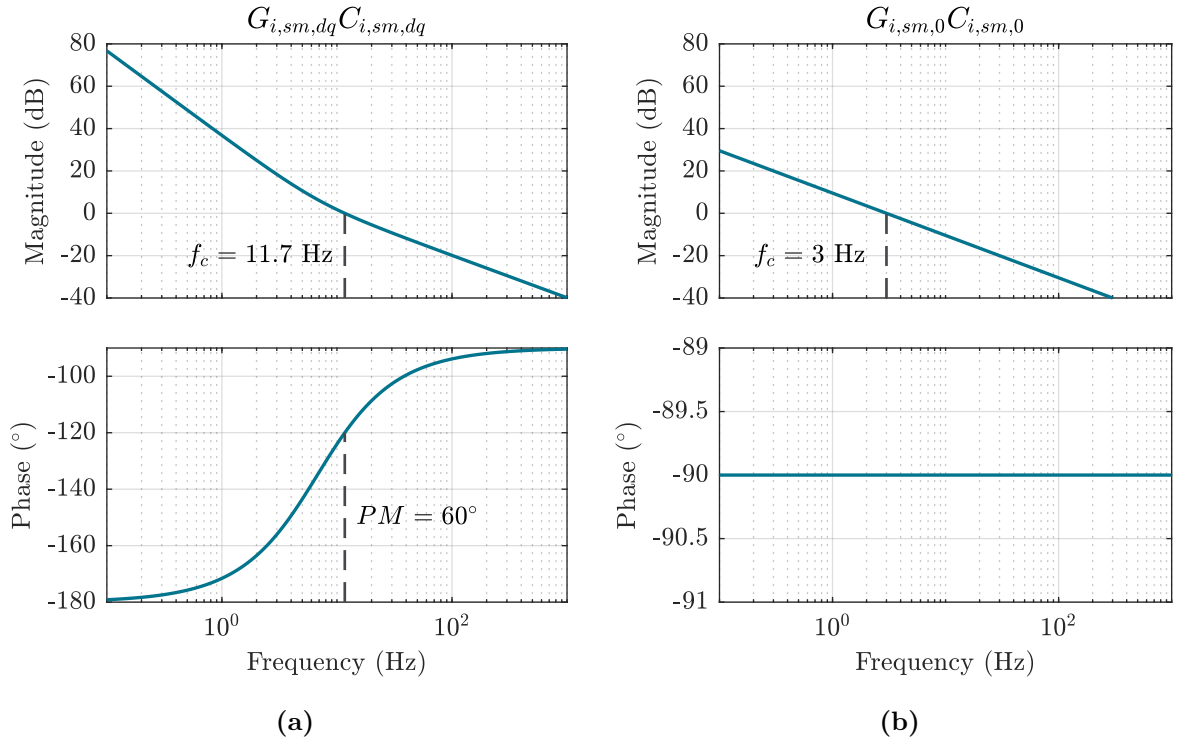 G_{i,sm,dq}C_{i,sm,dq}
80
60
40
20
0
-20
-40
Magnitude (dB)
f_c = 11.7 Hz
-100
-120
-140
-160
-180
Phase (°)
PM = 60°
10^0
10^2
Frequency (Hz)
(a)
G_{i,sm,0}C_{i,sm,0}
80
60
40
20
0
-20
-40
Magnitude (dB)
f_c = 3 Hz
-89
-89.5
-90
-90.5
-91
Phase (°)
10^0
10^2
Frequency (Hz)
(b)